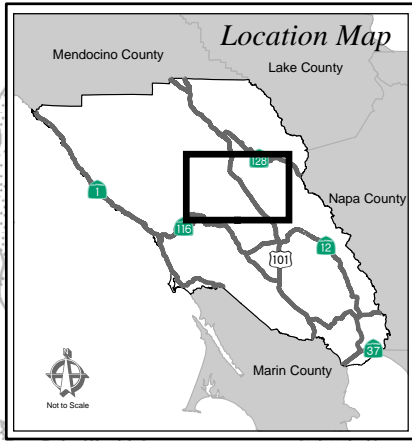 Location Map
Mendocino County
Lake County
128
1
Napa County
116
12
101
37
Marin County
Not to Scale